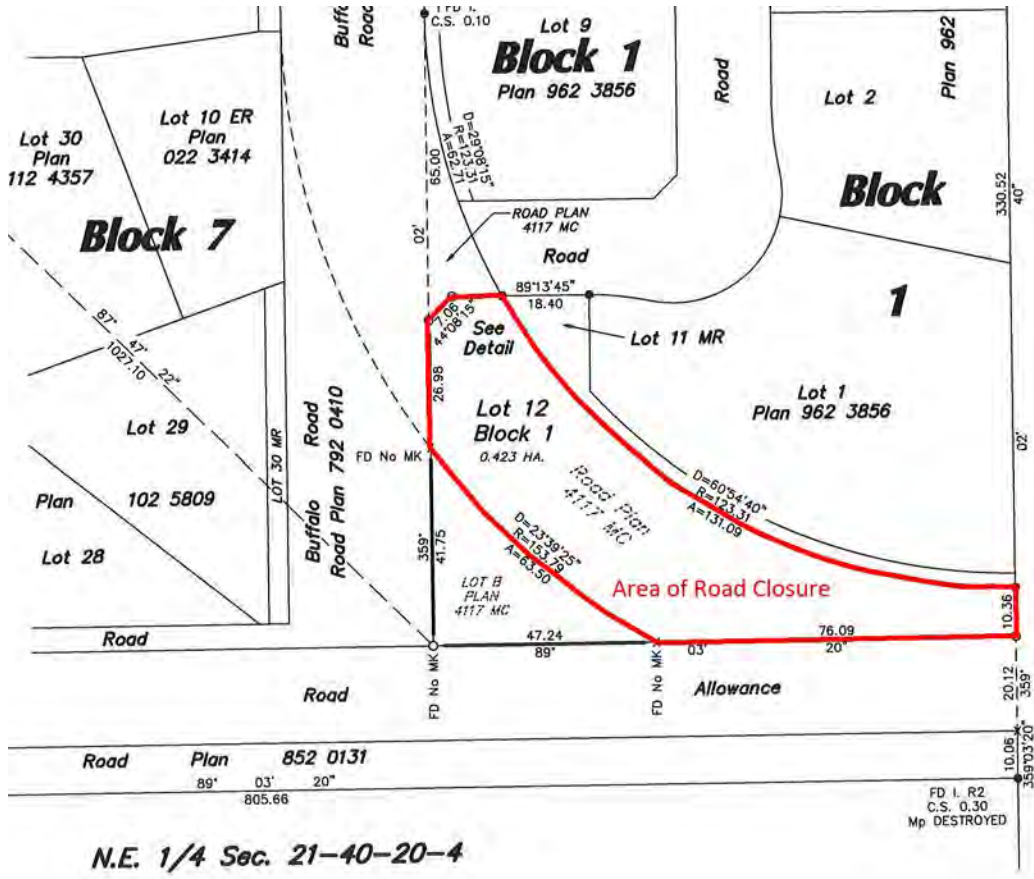 FD I.
C.S. 0.10
Buffalo
Road
Lot 9
Block 1
Plan 962 3856
Road
Lot 2
Plan 962
Lot 10 ER
Plan
022 3414
Lot 30
Plan
112 4357
Block 7
D=29°08'15"
R=123.31
A=62.71
65.00
02'
ROAD PLAN
4117 MC
Road
Block
1
330.52
40"
89°13'45"
18.40
7.06
44°08'15"
See
Detail
Lot 11 MR
87° 47' 22"
1027.10
26.98
Lot 12
Block 1
0.423 HA.
Lot 1
Plan 962 3856
Lot 29
LOT 30 MR
Buffalo Road
Road Plan 792 0410
FD No MK
Road Plan
4117 MC
D=60°54'40"
R=123.31
A=131.09
02'
Plan 102 5809
Lot 28
359°
41.75
D=23°39'25"
R=153.79
A=63.50
LOT B
PLAN
4117 MC
Area of Road Closure
10.36
Road
47.24
89°
76.09
03' 20"
FD No MK
FD No MK
Road Allowance
20.12
359°
Road Plan 852 0131
89° 03' 20"
805.66
10.06
359°03'20"
FD I. R2
C.S. 0.30
Mp DESTROYED
N.E. 1/4 Sec. 21-40-20-4